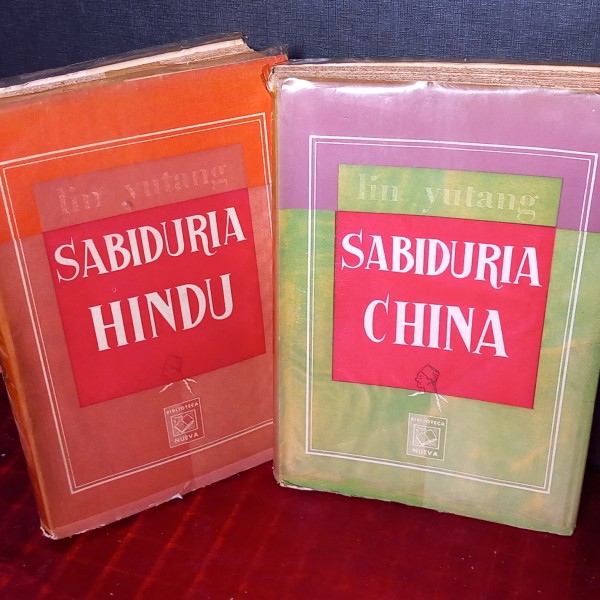 lin yutang
SABIDURIA
HINDU
BIBLIOTECA
NUEVA
lin yutang
SABIDURIA
CHINA
BIBLIOTECA
NUEVA